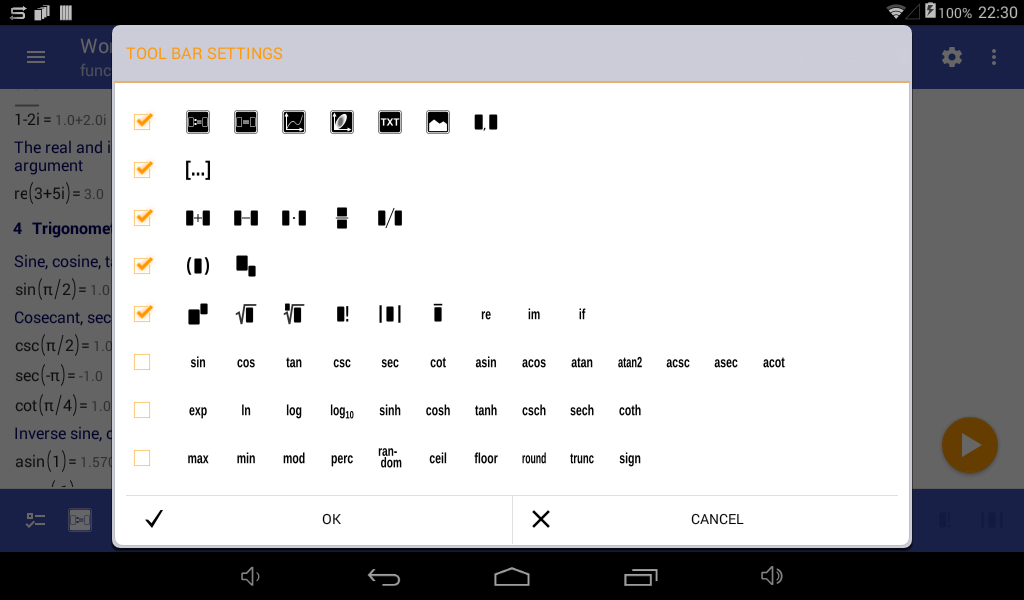 100% 22:30
Wor
func
TOOL BAR SETTINGS
1-2i = 1.0+2.0i
The real and i
argument
re(3+5i) = 3.0
4 Trigonomet
Sine, cosine, t
sin(π/2) = 1.0
Cosecant, sec
csc(π/2) = 1.0
sec(-π) = -1.0
cot(π/4) = 1.0
Inverse sine, c
asin(1) = 1.570
TXT
[...]
re im if
sin cos tan csc sec cot asin acos atan atan2 acsc asec acot
exp ln log log10 sinh cosh tanh csch sech coth
max min mod perc ran-dom ceil floor round trunc sign
OK CANCEL